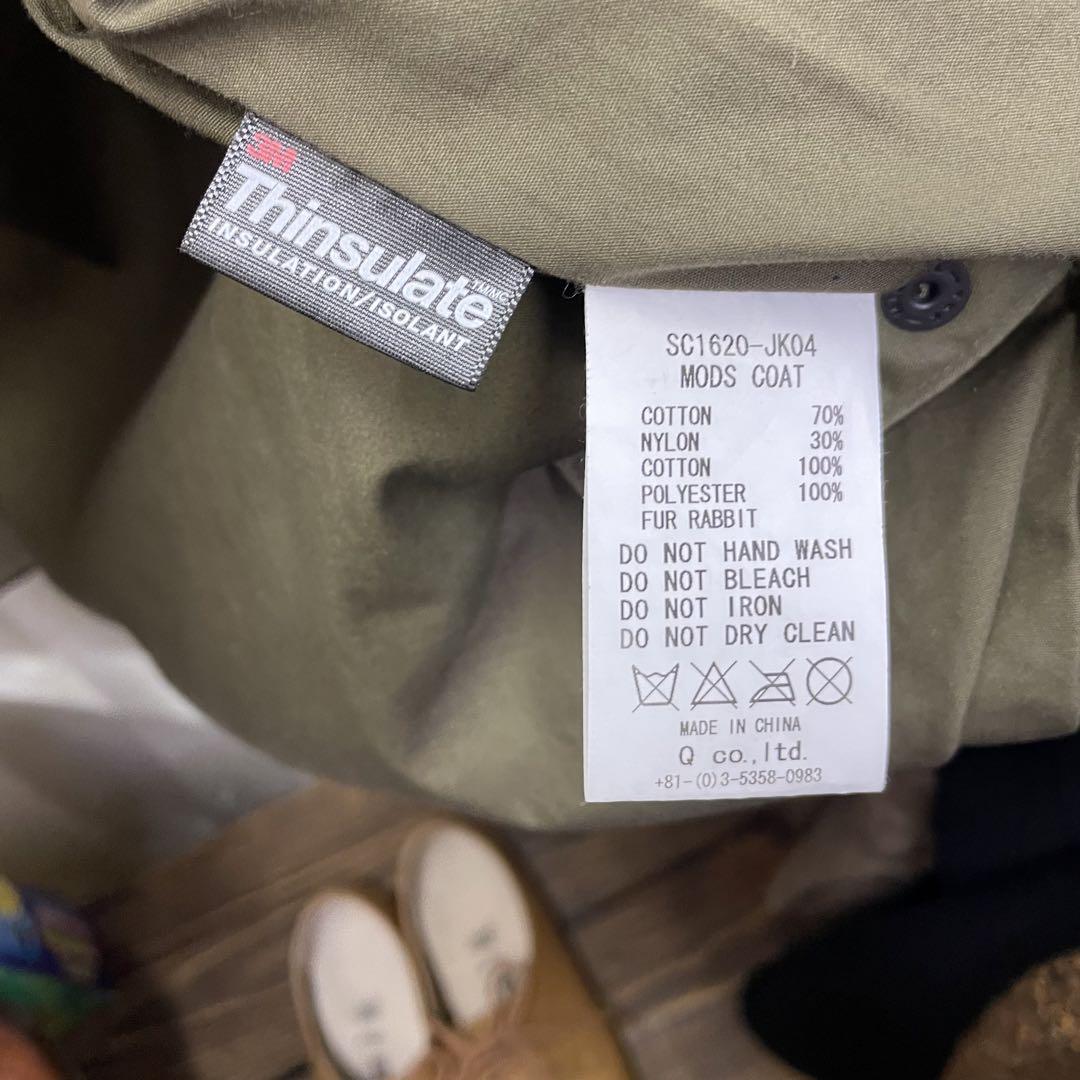 3M
Thinsulate
INSULATION/ISOLANT
SC1620-JK04
MODS COAT
COTTON 70%
NYLON 30%
COTTON 100%
POLYESTER 100%
FUR RABBIT
DO NOT HAND WASH
DO NOT BLEACH
DO NOT IRON
DO NOT DRY CLEAN
MADE IN CHINA
Q co.,ltd.
+81-(0)3-5358-0983